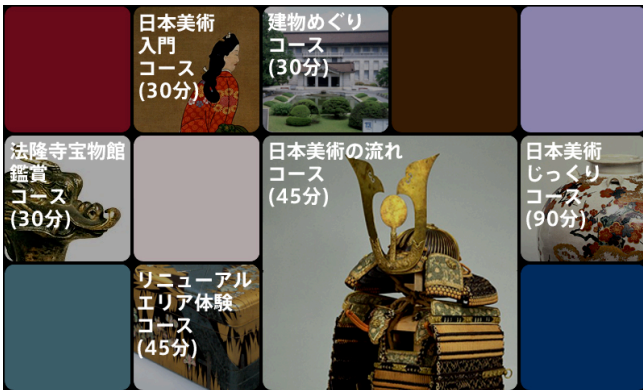 日本美術
入門
コース
(30分)
建物めぐり
コース
(30分)
法隆寺宝物館
鑑賞
コース
(30分)
日本美術の流れ
コース
(45分)
日本美術
じっくり
コース
(90分)
リニューアル
エリア体験
コース
(45分)